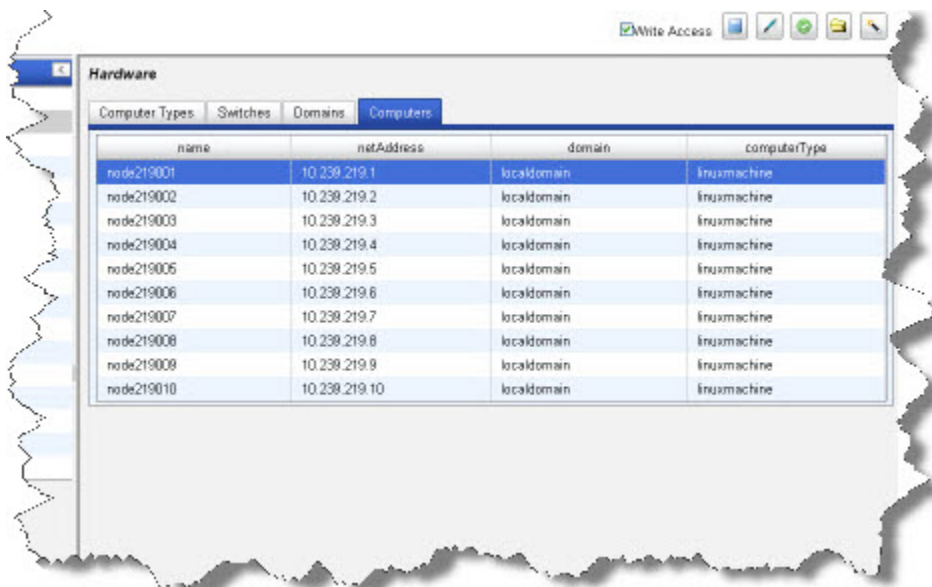 Write Access
Hardware
Computer Types Switches Domains Computers
name netAddress domain computerType
node219001 10.239.219.1 localdomain linuxmachine
node219002 10.239.219.2 localdomain linuxmachine
node219003 10.239.219.3 localdomain linuxmachine
node219004 10.239.219.4 localdomain linuxmachine
node219005 10.239.219.5 localdomain linuxmachine
node219006 10.239.219.6 localdomain linuxmachine
node219007 10.239.219.7 localdomain linuxmachine
node219008 10.239.219.8 localdomain linuxmachine
node219009 10.239.219.9 localdomain linuxmachine
node219010 10.239.219.10 localdomain linuxmachine